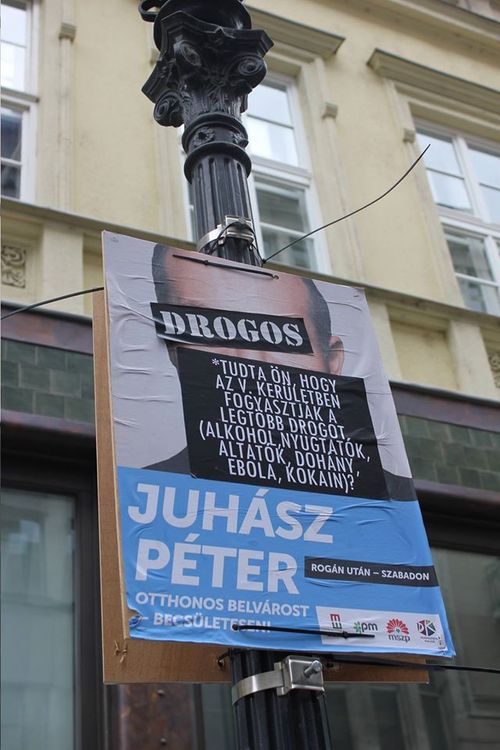 DROGOS
*TUDTA ÖN, HOGY
AZ V. KERÜLETBEN
FOGYASZTJÁK A
LEGTÖBB DROGOT,
(ALKOHOL, NYUGTATÓK,
ALTATÓK, DOHÁNY,
EBOLA, KOKAIN)?
JUHÁSZ
PÉTER
ROGÁN UTÁN – SZABADON
OTTHONOS BELVÁROST
– BECSÜLETESEN!
pm
mszp